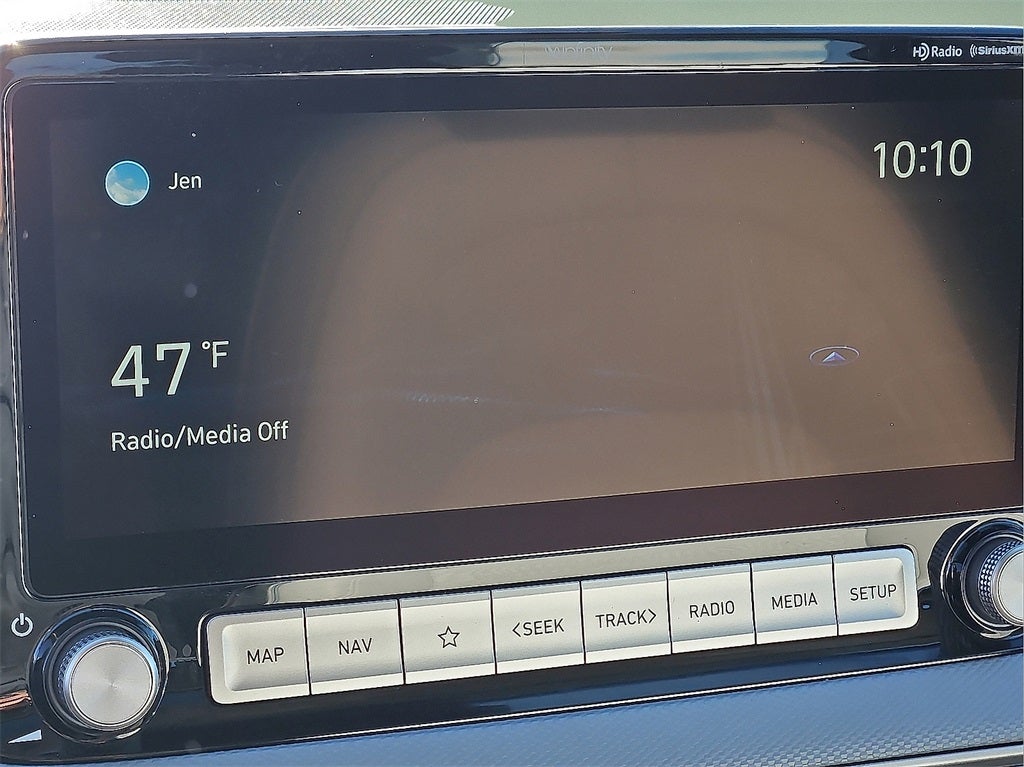 HD Radio
SiriusXM
Jen
10:10
47 °F
Radio/Media Off
MAP
NAV
<SEEK
TRACK>
RADIO
MEDIA
SETUP